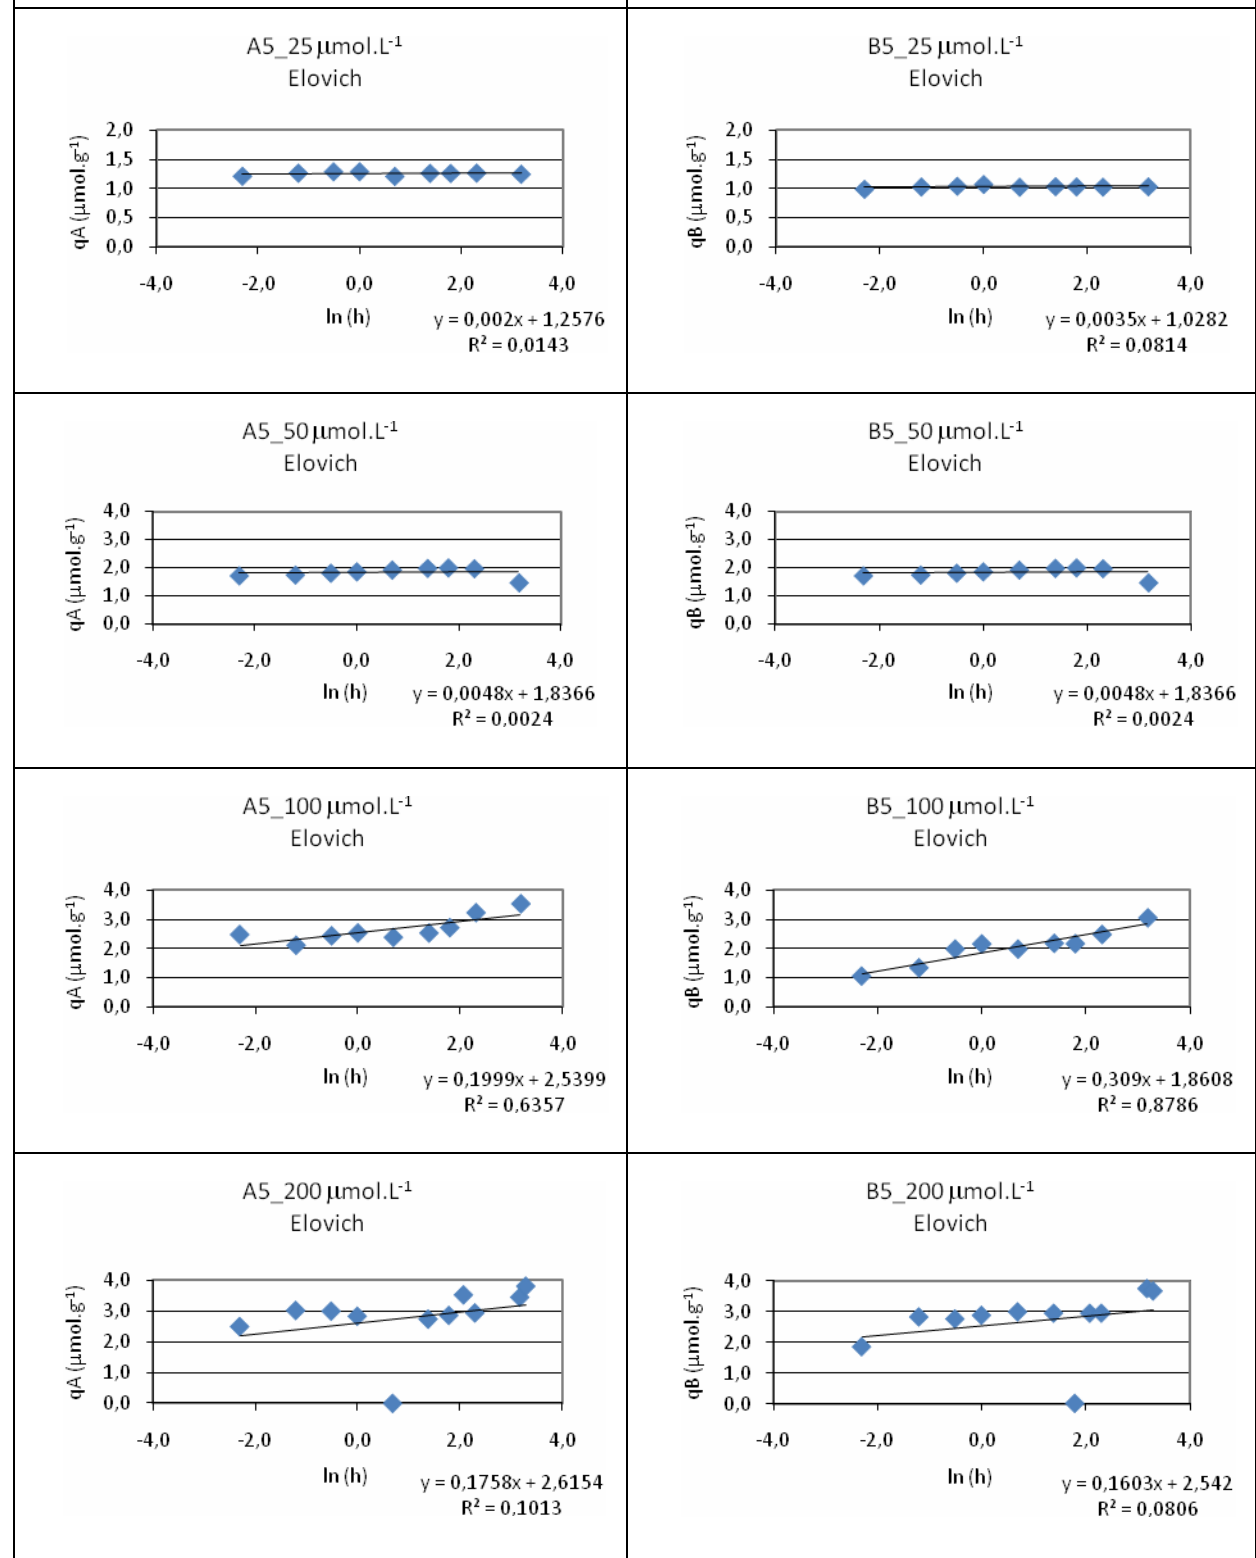 A5_25 μmol.L-1
Elovich
qA (μmol.g-1)
2,0
1,5
1,0
0,5
0,0
-4,0 -2,0 0,0 2,0 4,0
ln (h)
y = 0,002x + 1,2576
R² = 0,0143
B5_25 μmol.L-1
Elovich
qB (μmol.g-1)
2,0
1,5
1,0
0,5
0,0
-4,0 -2,0 0,0 2,0 4,0
ln (h)
y = 0,0035x + 1,0282
R² = 0,0814
A5_50 μmol.L-1
Elovich
qA (μmol.g-1)
4,0
3,0
2,0
1,0
0,0
-4,0 -2,0 0,0 2,0 4,0
ln (h)
y = 0,0048x + 1,8366
R² = 0,0024
B5_50 μmol.L-1
Elovich
qB (μmol.g-1)
4,0
3,0
2,0
1,0
0,0
-4,0 -2,0 0,0 2,0 4,0
ln (h)
y = 0,0048x + 1,8366
R² = 0,0024
A5_100 μmol.L-1
Elovich
qA (μmol.g-1)
4,0
3,0
2,0
1,0
0,0
-4,0 -2,0 0,0 2,0 4,0
ln (h)
y = 0,1999x + 2,5399
R² = 0,6357
B5_100 μmol.L-1
Elovich
qB (μmol.g-1)
4,0
3,0
2,0
1,0
0,0
-4,0 -2,0 0,0 2,0 4,0
ln (h)
y = 0,309x + 1,8608
R² = 0,8786
A5_200 μmol.L-1
Elovich
qA (μmol.g-1)
4,0
3,0
2,0
1,0
0,0
-4,0 -2,0 0,0 2,0 4,0
ln (h)
y = 0,1758x + 2,6154
R² = 0,1013
B5_200 μmol.L-1
Elovich
qB (μmol.g-1)
4,0
3,0
2,0
1,0
0,0
-4,0 -2,0 0,0 2,0 4,0
ln (h)
y = 0,1603x + 2,542
R² = 0,0806